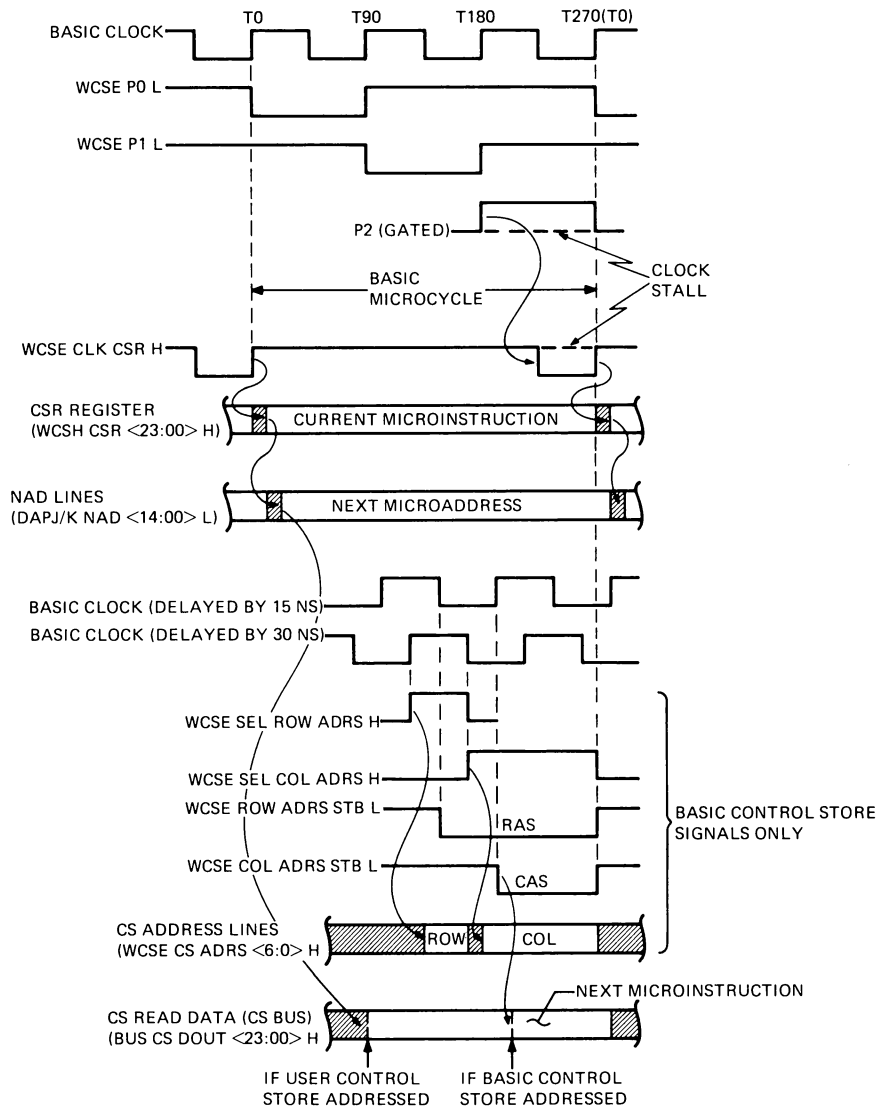 T0 T90 T180 T270(T0)
BASIC CLOCK
WCSE P0 L
WCSE P1 L
P2 (GATED)
BASIC
MICROCYCLE
CLOCK
STALL
WCSE CLK CSR H
CSR REGISTER
(WCSH CSR <23:00> H)
CURRENT MICROINSTRUCTION
NAD LINES
(DAPJ/K NAD <14:00> L)
NEXT MICROADDRESS
BASIC CLOCK (DELAYED BY 15 NS)
BASIC CLOCK (DELAYED BY 30 NS)
WCSE SEL ROW ADRS H
WCSE SEL COL ADRS H
WCSE ROW ADRS STB L
RAS
WCSE COL ADRS STB L
CAS
BASIC CONTROL STORE
SIGNALS ONLY
CS ADDRESS LINES
(WCSE CS ADRS <6:0> H
ROW COL
NEXT MICROINSTRUCTION
CS READ DATA (CS BUS)
(BUS CS DOUT <23:00> H
IF USER CONTROL
STORE ADDRESSED
IF BASIC CONTROL
STORE ADDRESSED